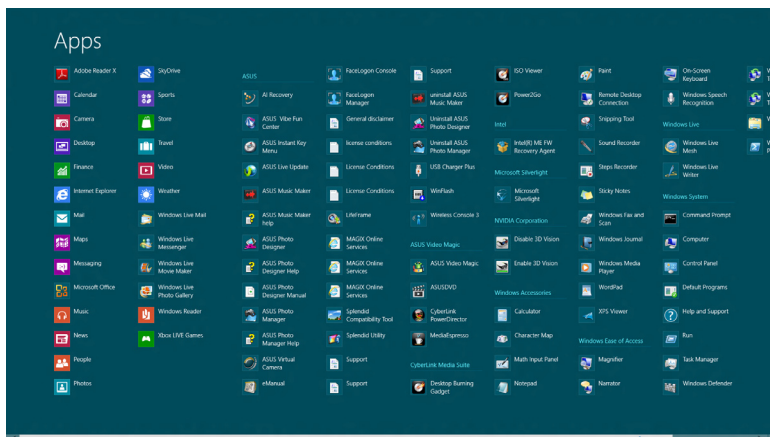 Apps
Adobe Reader X
Calendar
Camera
Desktop
Finance
Internet Explorer
Mail
Maps
Messaging
Microsoft Office
Music
News
People
Photos
SkyDrive
Sports
Store
Travel
Video
Weather
Windows Live Mail
Windows Live
Messenger
Windows Live
Movie Maker
Windows Live
Photo Gallery
Windows Reader
Xbox LIVE Games
ASUS
AI Recovery
ASUS Vibe Fun
Center
ASUS Instant Key
Menu
ASUS Live Update
ASUS Music Maker
ASUS Music Maker
help
ASUS Photo
Designer
ASUS Photo
Designer Help
ASUS Photo
Designer Manual
ASUS Photo
Manager
ASUS Photo
Manager Help
ASUS Virtual
Camera
eManual
FaceLogon Console
FaceLogon
Manager
General disclaimer
license conditions
License Conditions
License Conditions
LifeFrame
MAGIX Online
Services
MAGIX Online
Services
MAGIX Online
Services
Splendid
Compatibility Tool
Splendid Utility
Support
Support
Support
uninstall ASUS
Music Maker
Uninstall ASUS
Photo Designer
Uninstall ASUS
Photo Manager
USB Charger Plus
WinFlash
Wireless Console 3
ASUS Video Magic
ASUS Video Magic
ASUSDVD
CyberLink
PowerDirector
MediaEspresso
CyberLink Media Suite
Desktop Burning
Gadget
ISO Viewer
Power2Go
Intel
Intel(R) ME FW
Recovery Agent
Microsoft Silverlight
Microsoft
Silverlight
NVIDIA Corporation
Disable 3D Vision
Enable 3D Vision
Windows Accessories
Calculator
Character Map
Math Input Panel
Notepad
Paint
Remote Desktop
Connection
Snipping Tool
Sound Recorder
Steps Recorder
Sticky Notes
Windows Fax and
Scan
Windows Journal
Windows Media
Player
WordPad
XPS Viewer
Windows Ease of Access
Magnifier
Narrator
On-Screen
Keyboard
Windows Speech
Recognition
Windows Live
Windows Live
Mesh
Windows Live
Writer
Windows System
Command Prompt
Computer
Control Panel
Default Programs
Help and Support
Run
Task Manager
Windows Defender